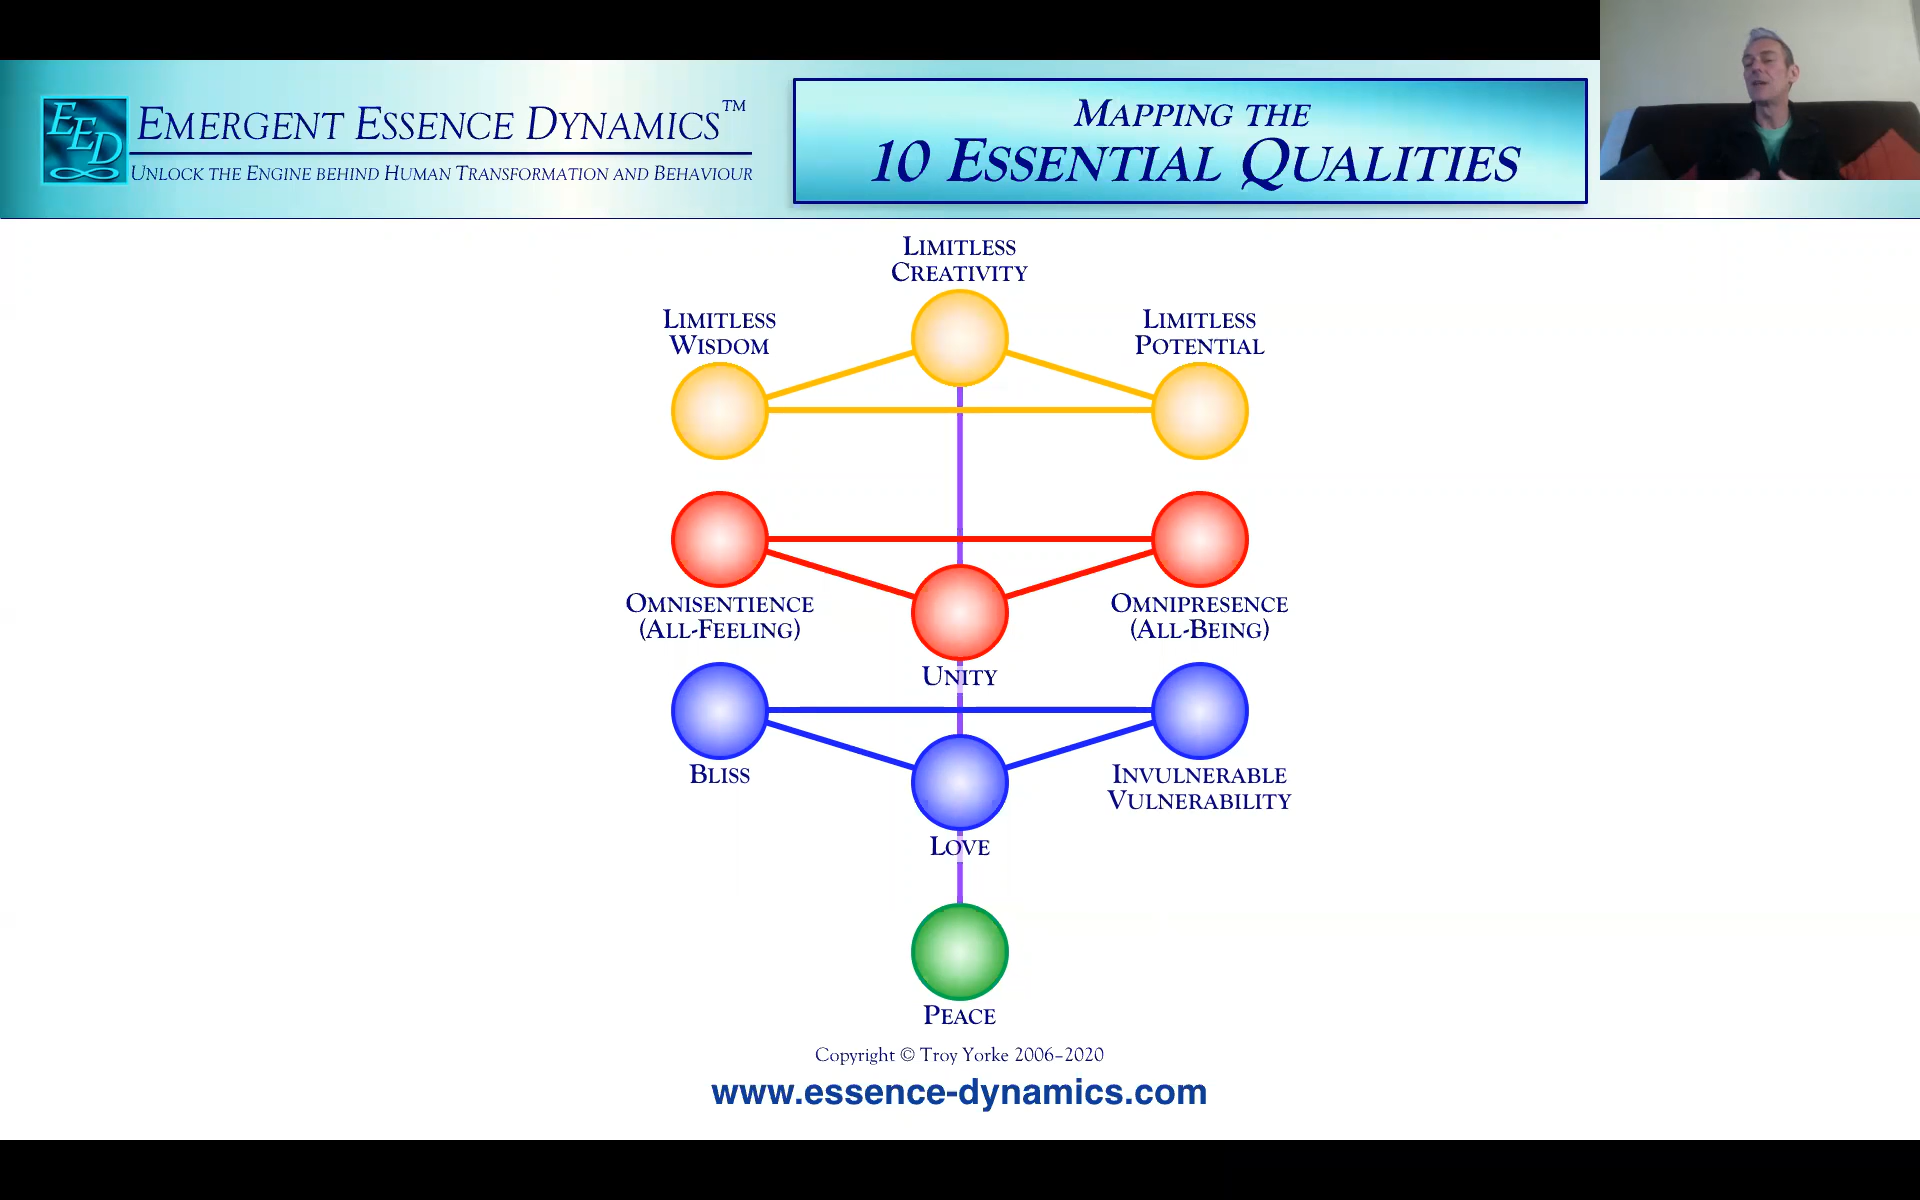 EED
EMERGENT ESSENCE DYNAMICS™
UNLOCK THE ENGINE BEHIND HUMAN TRANSFORMATION AND BEHAVIOUR
MAPPING THE
10 ESSENTIAL QUALITIES
LIMITLESS
CREATIVITY
LIMITLESS
WISDOM
LIMITLESS
POTENTIAL
OMNISENTIENCE
(ALL-FEELING)
OMNIPRESENCE
(ALL-BEING)
UNITY
BLISS
INVULNERABLE
VULNERABILITY
LOVE
PEACE
Copyright © Troy Yorke 2006–2020
www.essence-dynamics.com